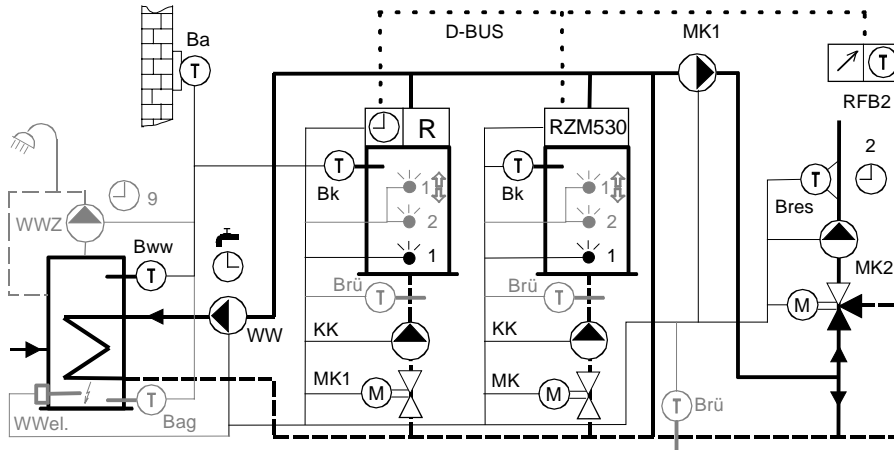 D-BUS
MK1
Ba
T
T
RFB2
R
RZM530
2
T
Bk
T
Bk
1
1
T
Bres
9
WWZ
2
2
Bww
T
1
1
MK2
Brü
T
Brü
T
M
WW
KK
KK
MK1
M
MK
M
T
Brü
WWel.
T
Bag